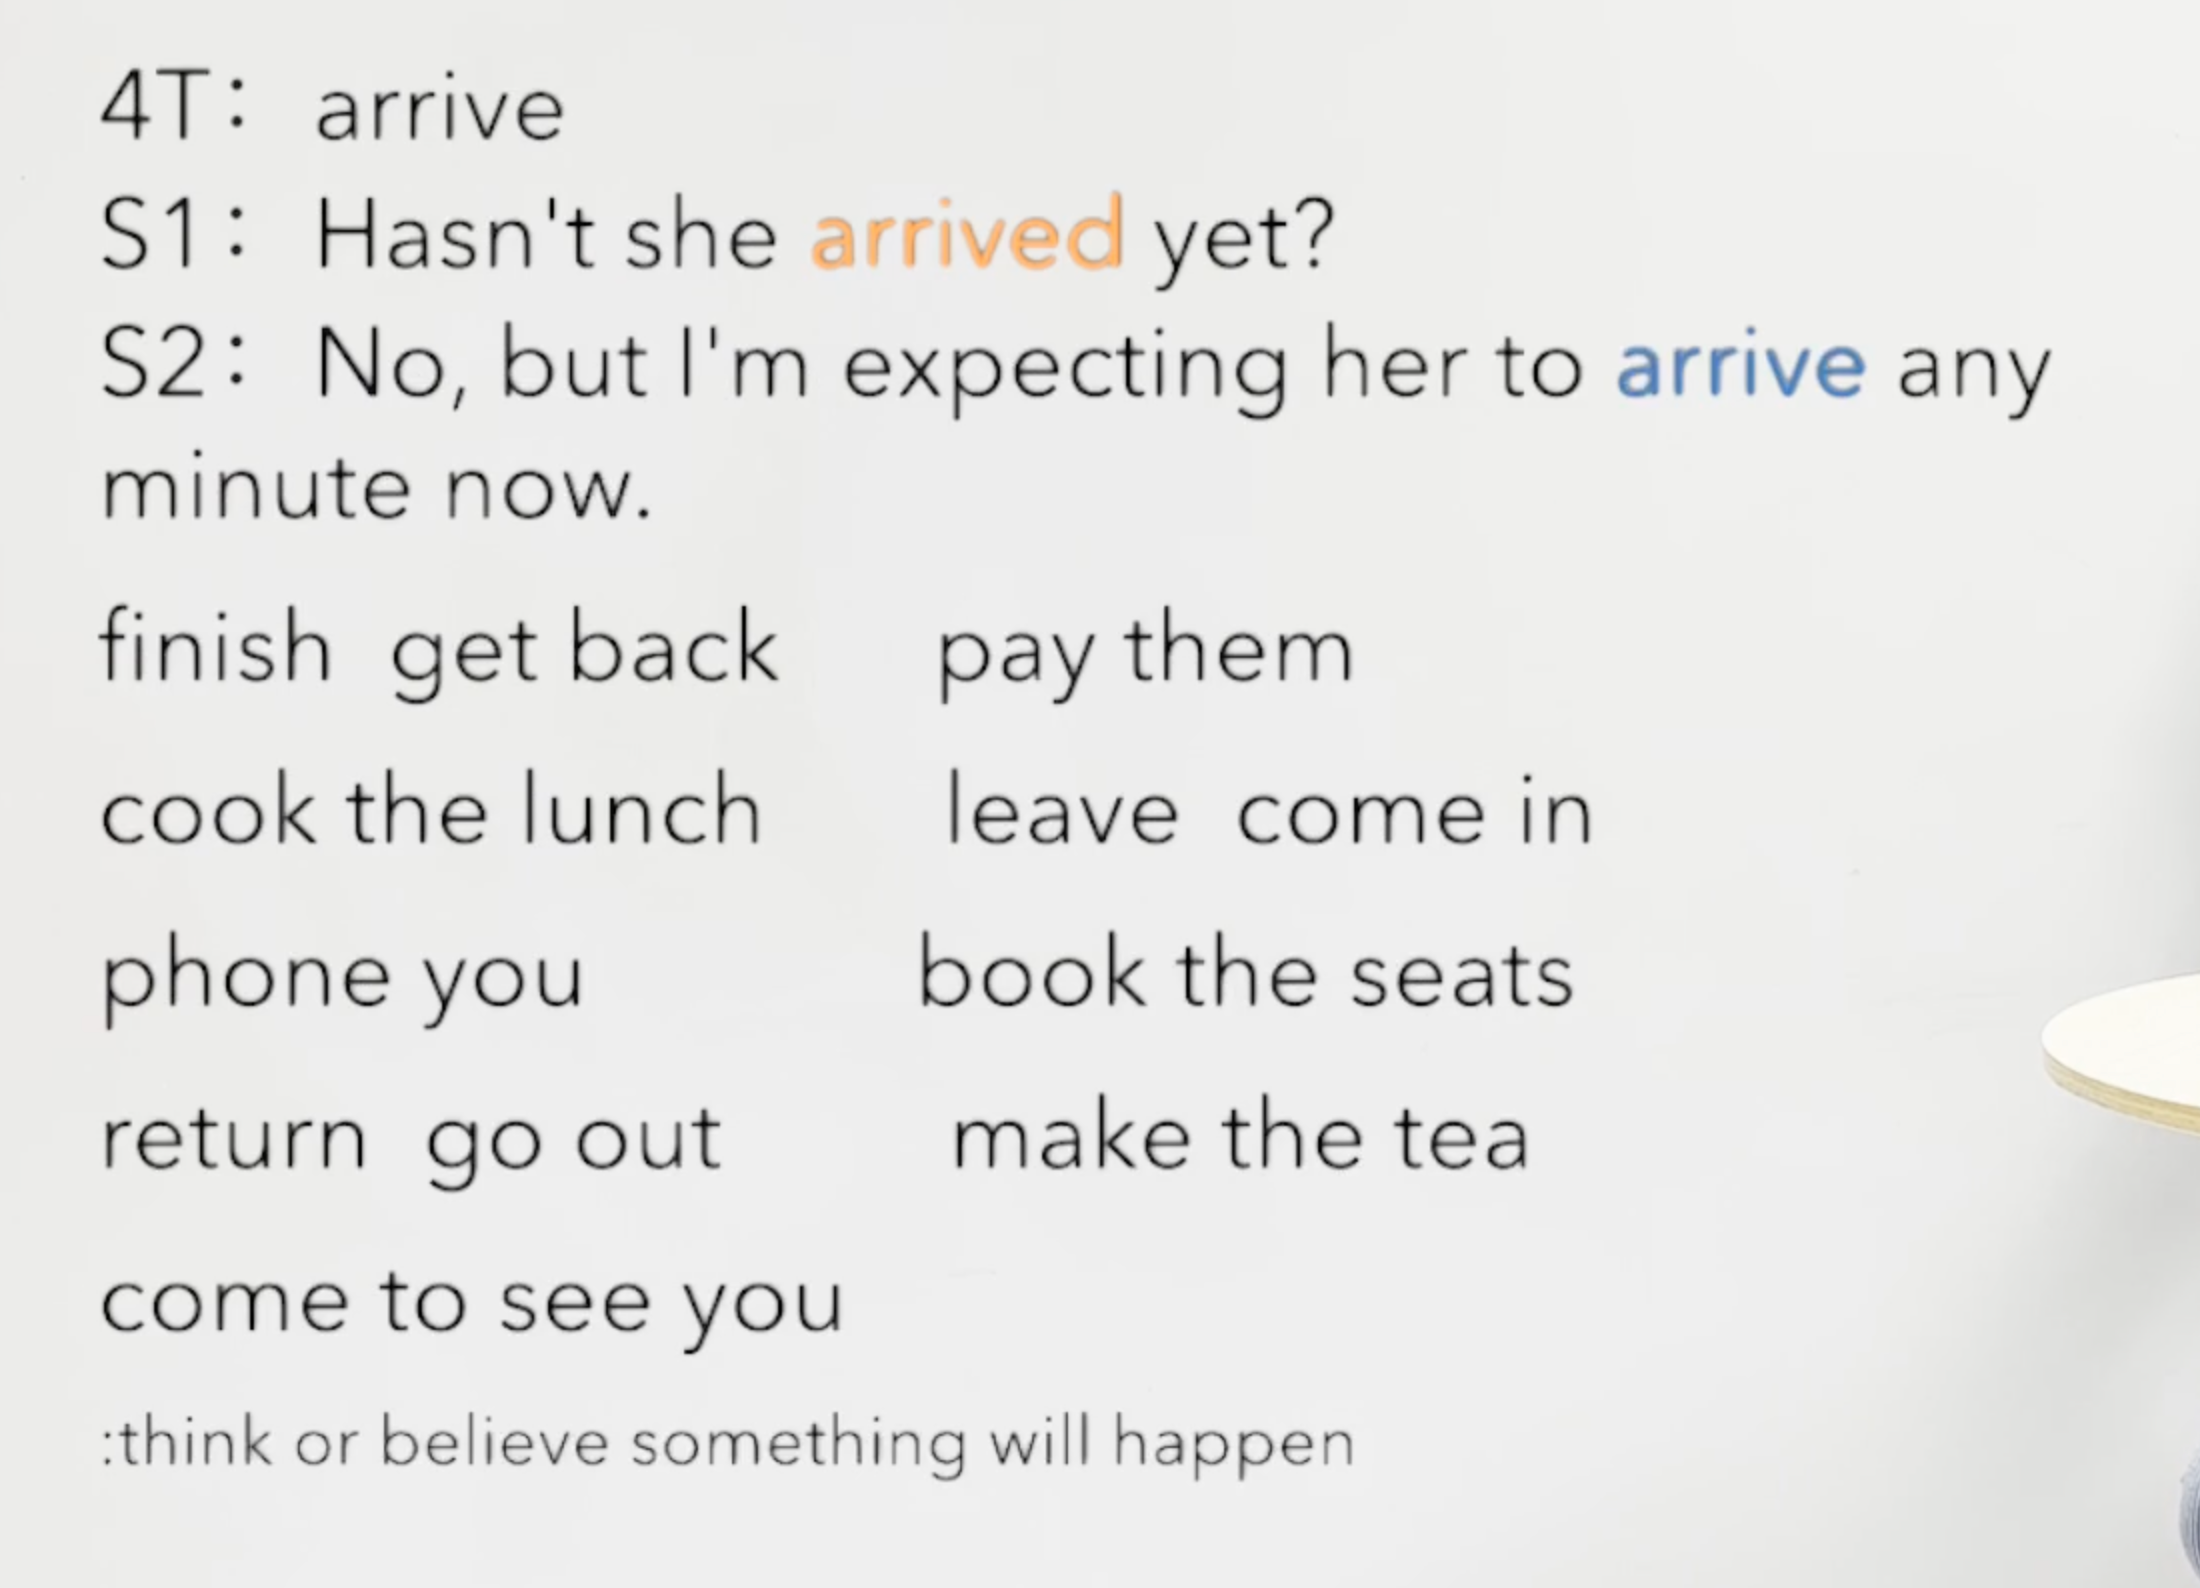 4T： arrive
S1： Hasn't she arrived yet?
S2： No, but I'm expecting her to arrive any
minute now.
finish get back pay them
cook the lunch leave come in
phone you book the seats
return go out make the tea
come to see you
:think or believe something will happen